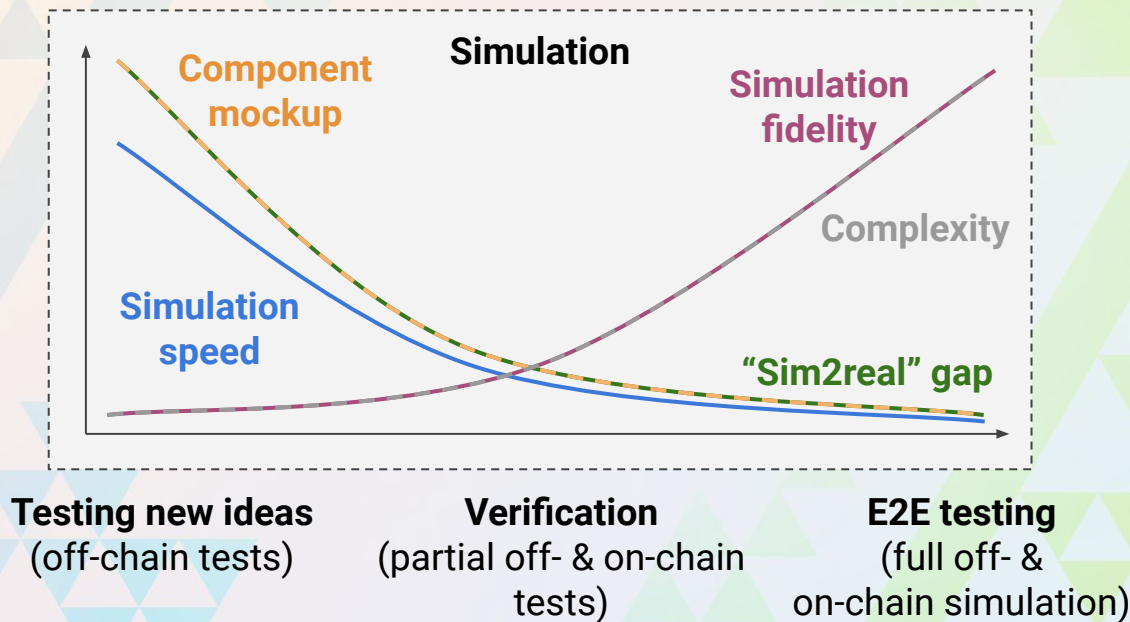 Simulation
Component
mockup
Simulation
fidelity
Complexity
Simulation
speed
“Sim2real” gap
Testing new ideas
(off-chain tests)
Verification
(partial off- & on-chain
tests)
E2E testing
(full off- &
on-chain simulation)